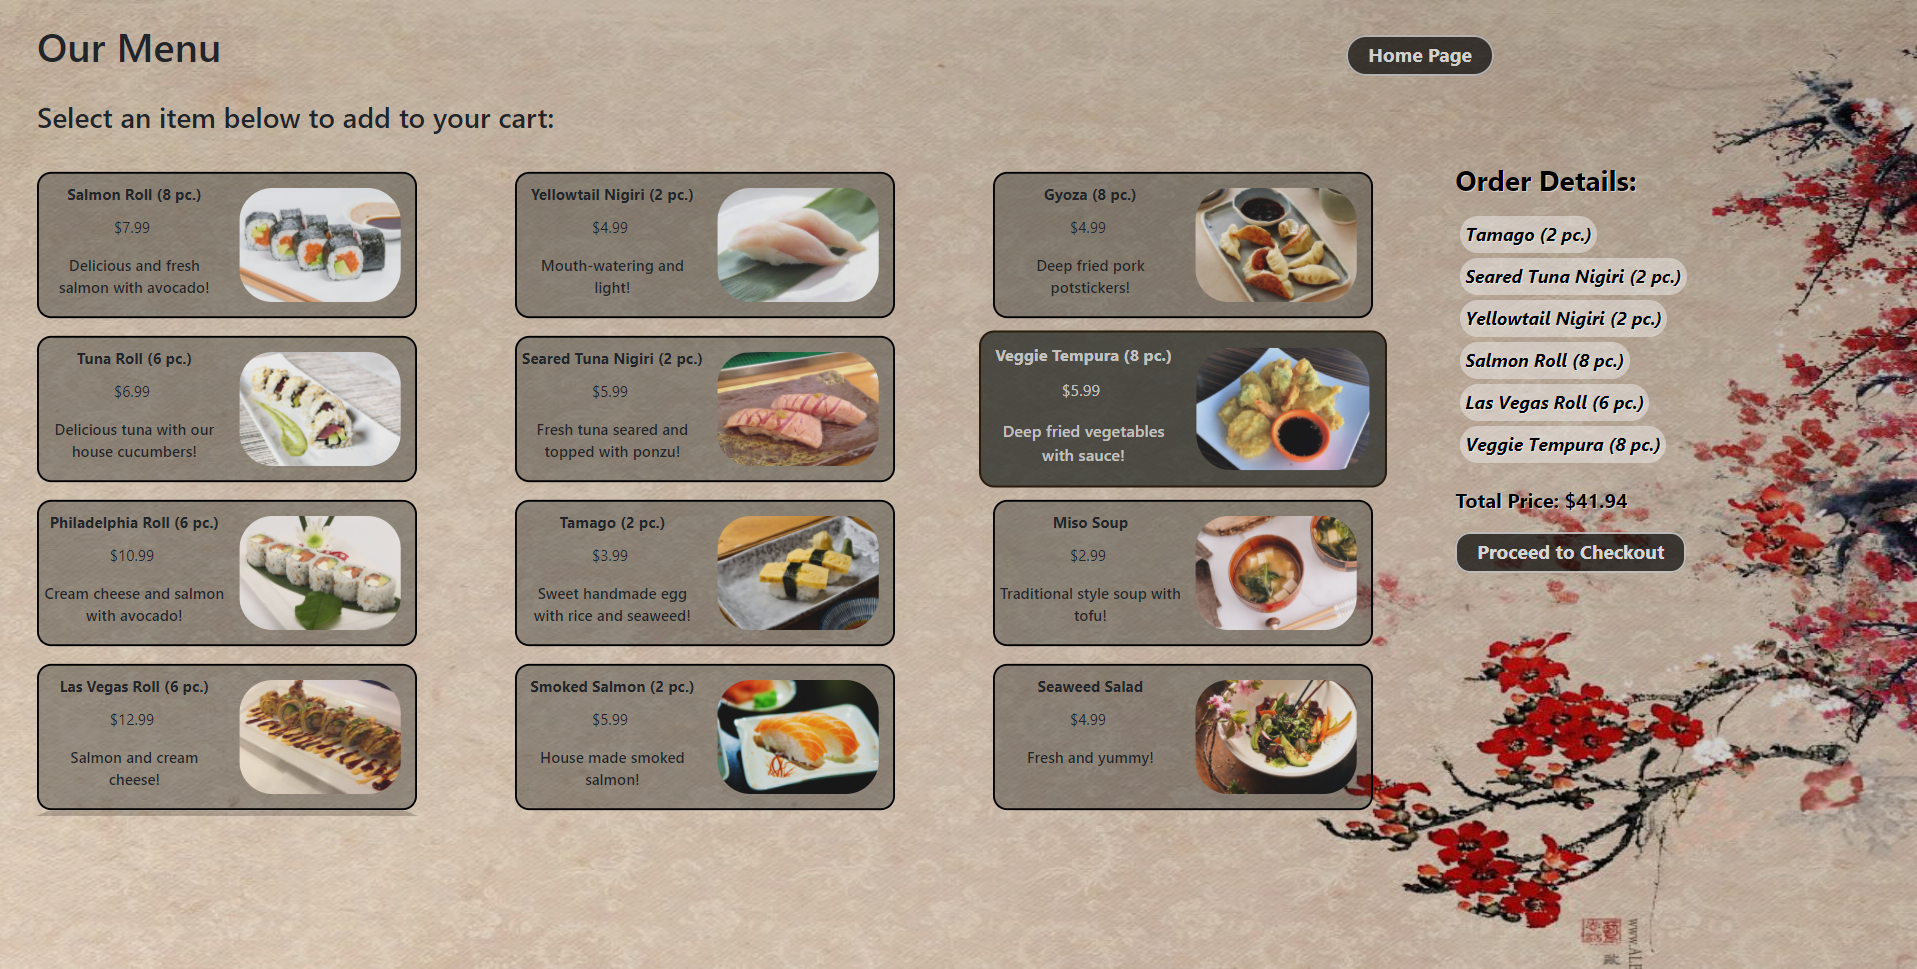 Our Menu
Home Page
Select an item below to add to your cart:
Salmon Roll (8 pc.)
$7.99
Delicious and fresh
salmon with avocado!
Tuna Roll (6 pc.)
$6.99
Delicious tuna with our
house cucumbers!
Philadelphia Roll (6 pc.)
$10.99
Cream cheese and salmon
with avocado!
Las Vegas Roll (6 pc.)
$12.99
Salmon and cream
cheese!
Yellowtail Nigiri (2 pc.)
$4.99
Mouth-watering and
light!
Seared Tuna Nigiri (2 pc.)
$5.99
Fresh tuna seared and
topped with ponzu!
Tamago (2 pc.)
$3.99
Sweet handmade egg
with rice and seaweed!
Smoked Salmon (2 pc.)
$5.99
House made smoked
salmon!
Gyoza (8 pc.)
$4.99
Deep fried pork
potstickers!
Veggie Tempura (8 pc.)
$5.99
Deep fried vegetables
with sauce!
Miso Soup
$2.99
Traditional style soup with
tofu!
Seaweed Salad
$4.99
Fresh and yummy!
Order Details:
Tamago (2 pc.)
Seared Tuna Nigiri (2 pc.)
Yellowtail Nigiri (2 pc.)
Salmon Roll (8 pc.)
Las Vegas Roll (6 pc.)
Veggie Tempura (8 pc.)
Total Price: $41.94
Proceed to Checkout